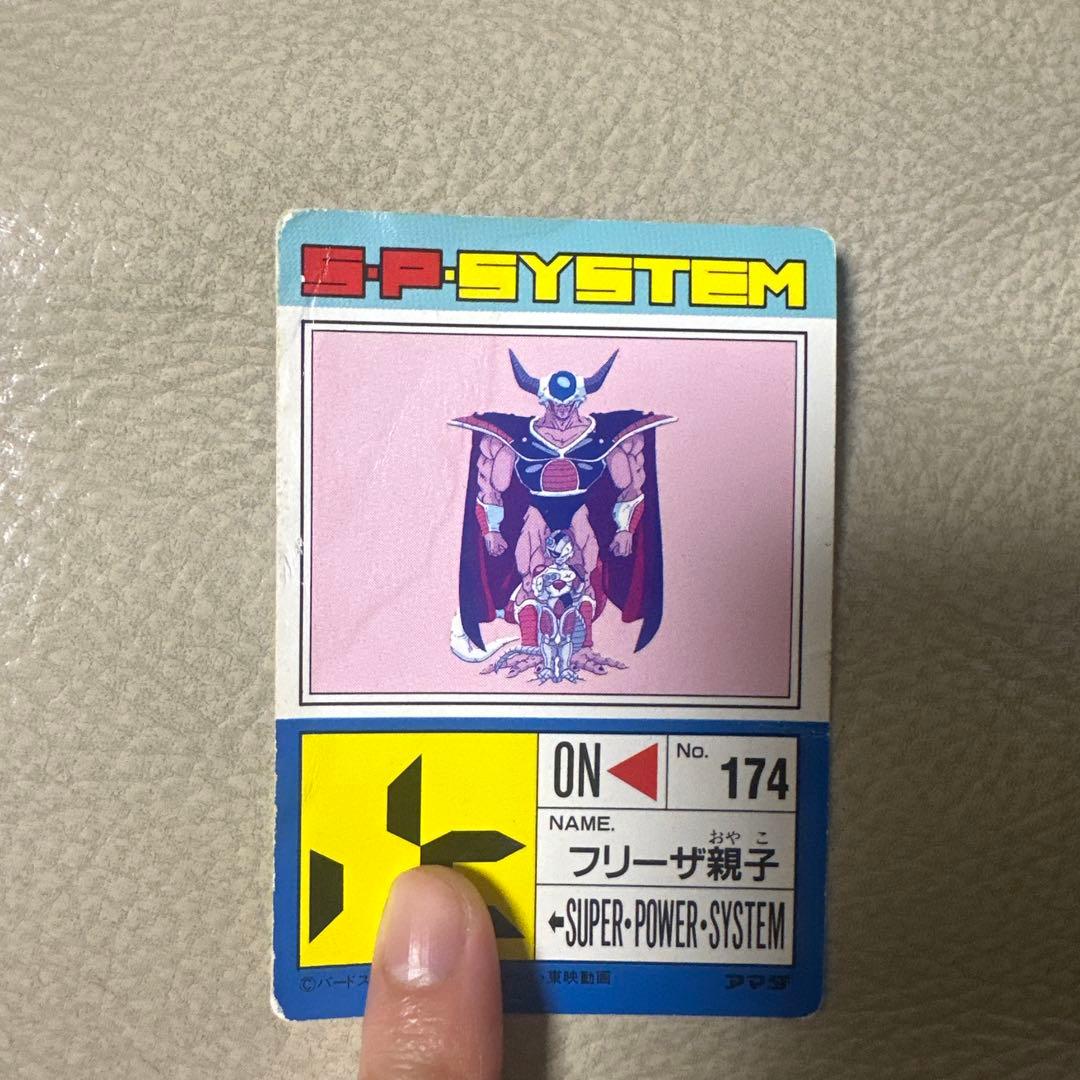 S·P·SYSTEM
ON
No. 174
NAME.
おやこ
フリーザ親子
←SUPER·POWER·SYSTEM
©バードス
·東映動画
アマダ